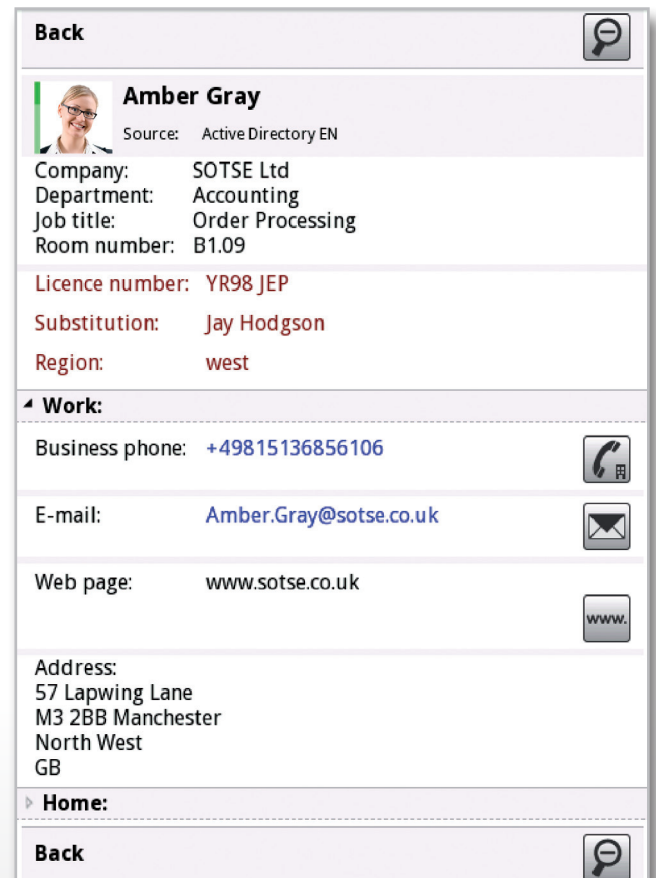 Back
Amber Gray
Source: Active Directory EN
Company: SOTSE Ltd
Department: Accounting
Job title: Order Processing
Room number: B1.09
Licence number: YR98 JEP
Substitution: Jay Hodgson
Region: west
Work:
Business phone: +49815136856106
E-mail: Amber.Gray@sotse.co.uk
Web page: www.sotse.co.uk
www.
Address:
57 Lapwing Lane
M3 2BB Manchester
North West
GB
Home:
Back